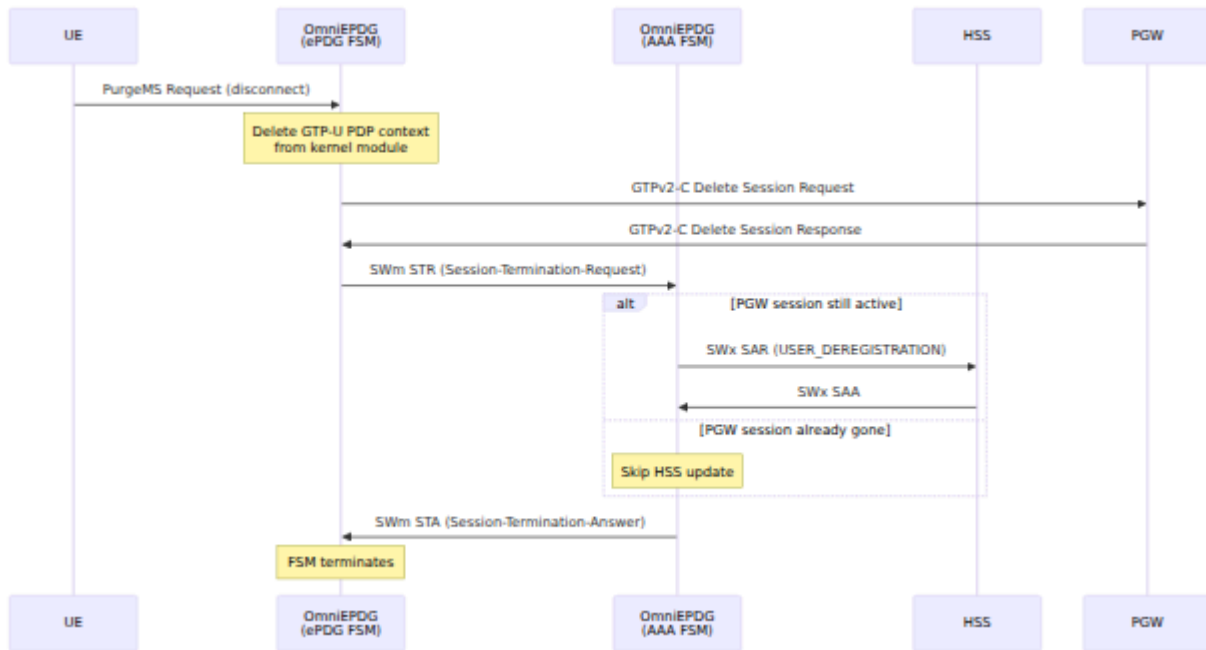 UE
OmniEPDG
(ePDG FSM)
OmniEPDG
(AAA FSM)
HSS
PGW
PurgeMS Request (disconnect)
Delete GTP-U PDP context
from kernel module
GTPv2-C Delete Session Request
GTPv2-C Delete Session Response
SWm STR (Session-Termination-Request)
alt
[PGW session still active]
SWx SAR (USER_DEREGISTRATION)
SWx SAA
[PGW session already gone]
Skip HSS update
SWm STA (Session-Termination-Answer)
FSM terminates
UE
OmniEPDG
(ePDG FSM)
OmniEPDG
(AAA FSM)
HSS
PGW